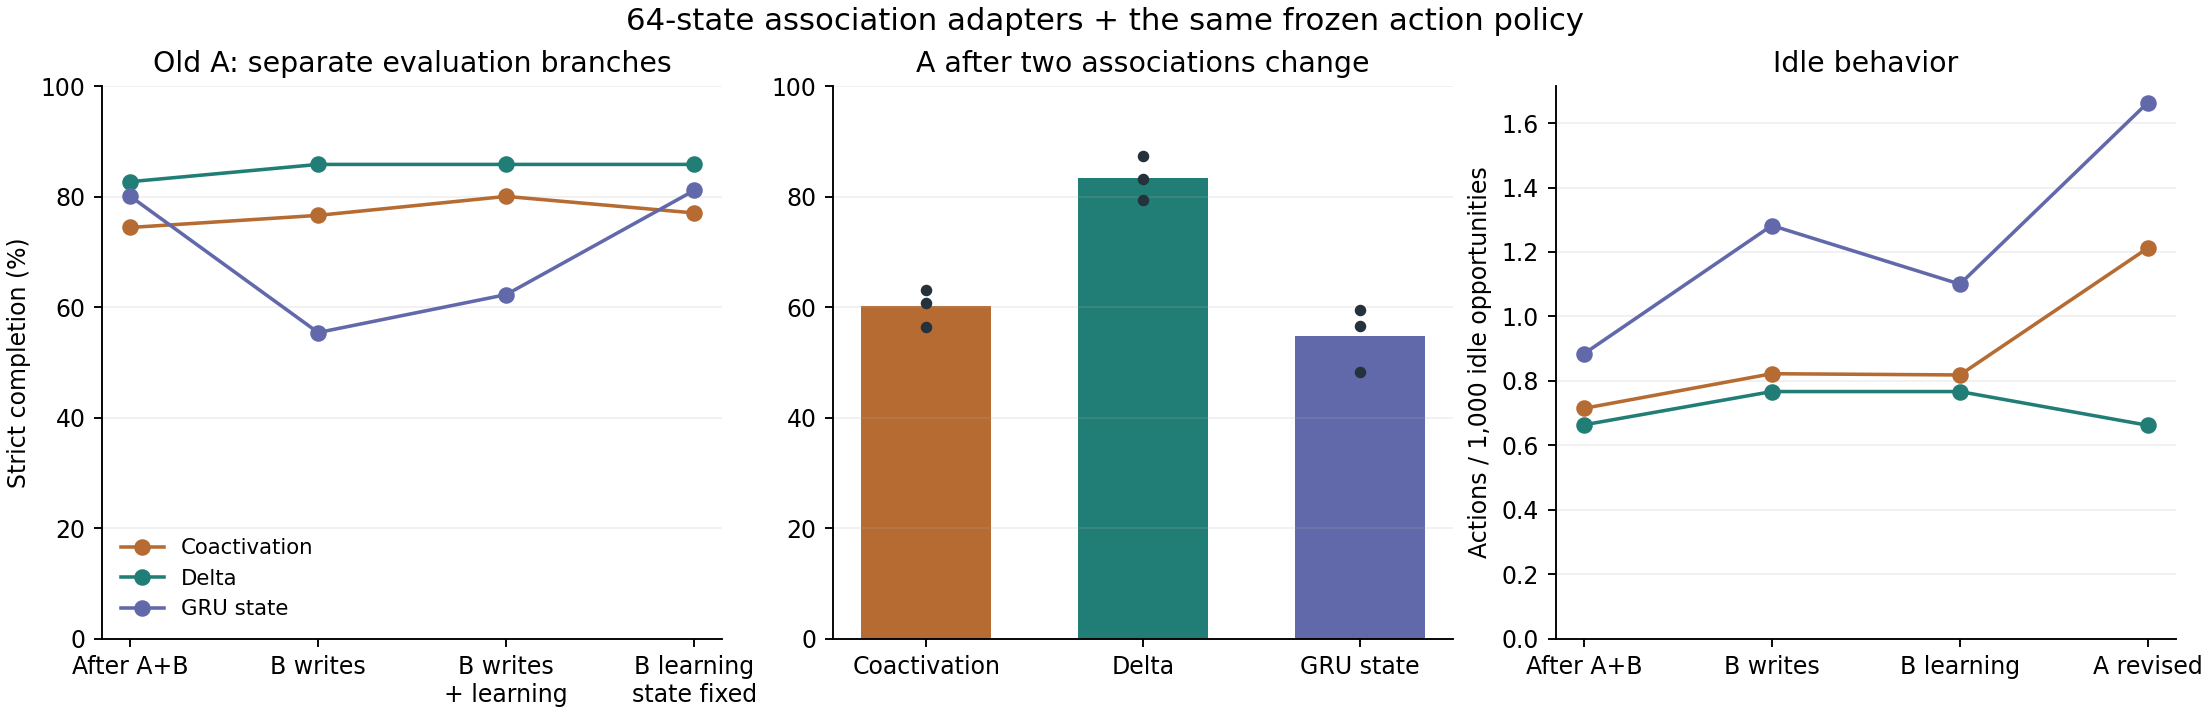 64-state association adapters + the same frozen action policy
Old A: separate evaluation branches
Strict completion (%)
100
80
60
40
20
0
Coactivation
Delta
GRU state
After A+B
B writes
B writes
+ learning
B learning
state fixed
A after two associations change
100
80
60
40
20
0
Coactivation
Delta
GRU state
Idle behavior
Actions / 1,000 idle opportunities
1.6
1.4
1.2
1.0
0.8
0.6
0.4
0.2
0.0
After A+B
B writes
B learning
A revised